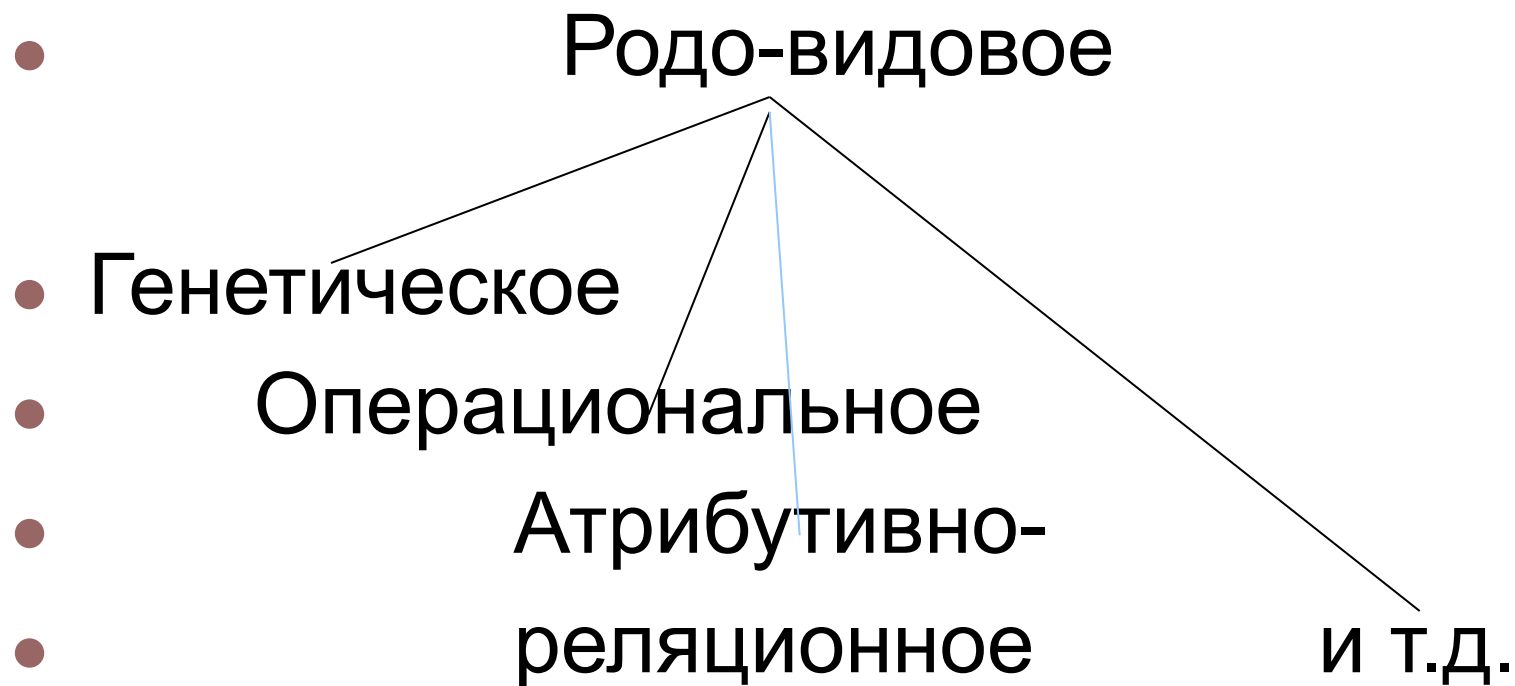 Родо-видовое
Генетическое
Операциональное
Атрибутивно-
реляционное и т.д.